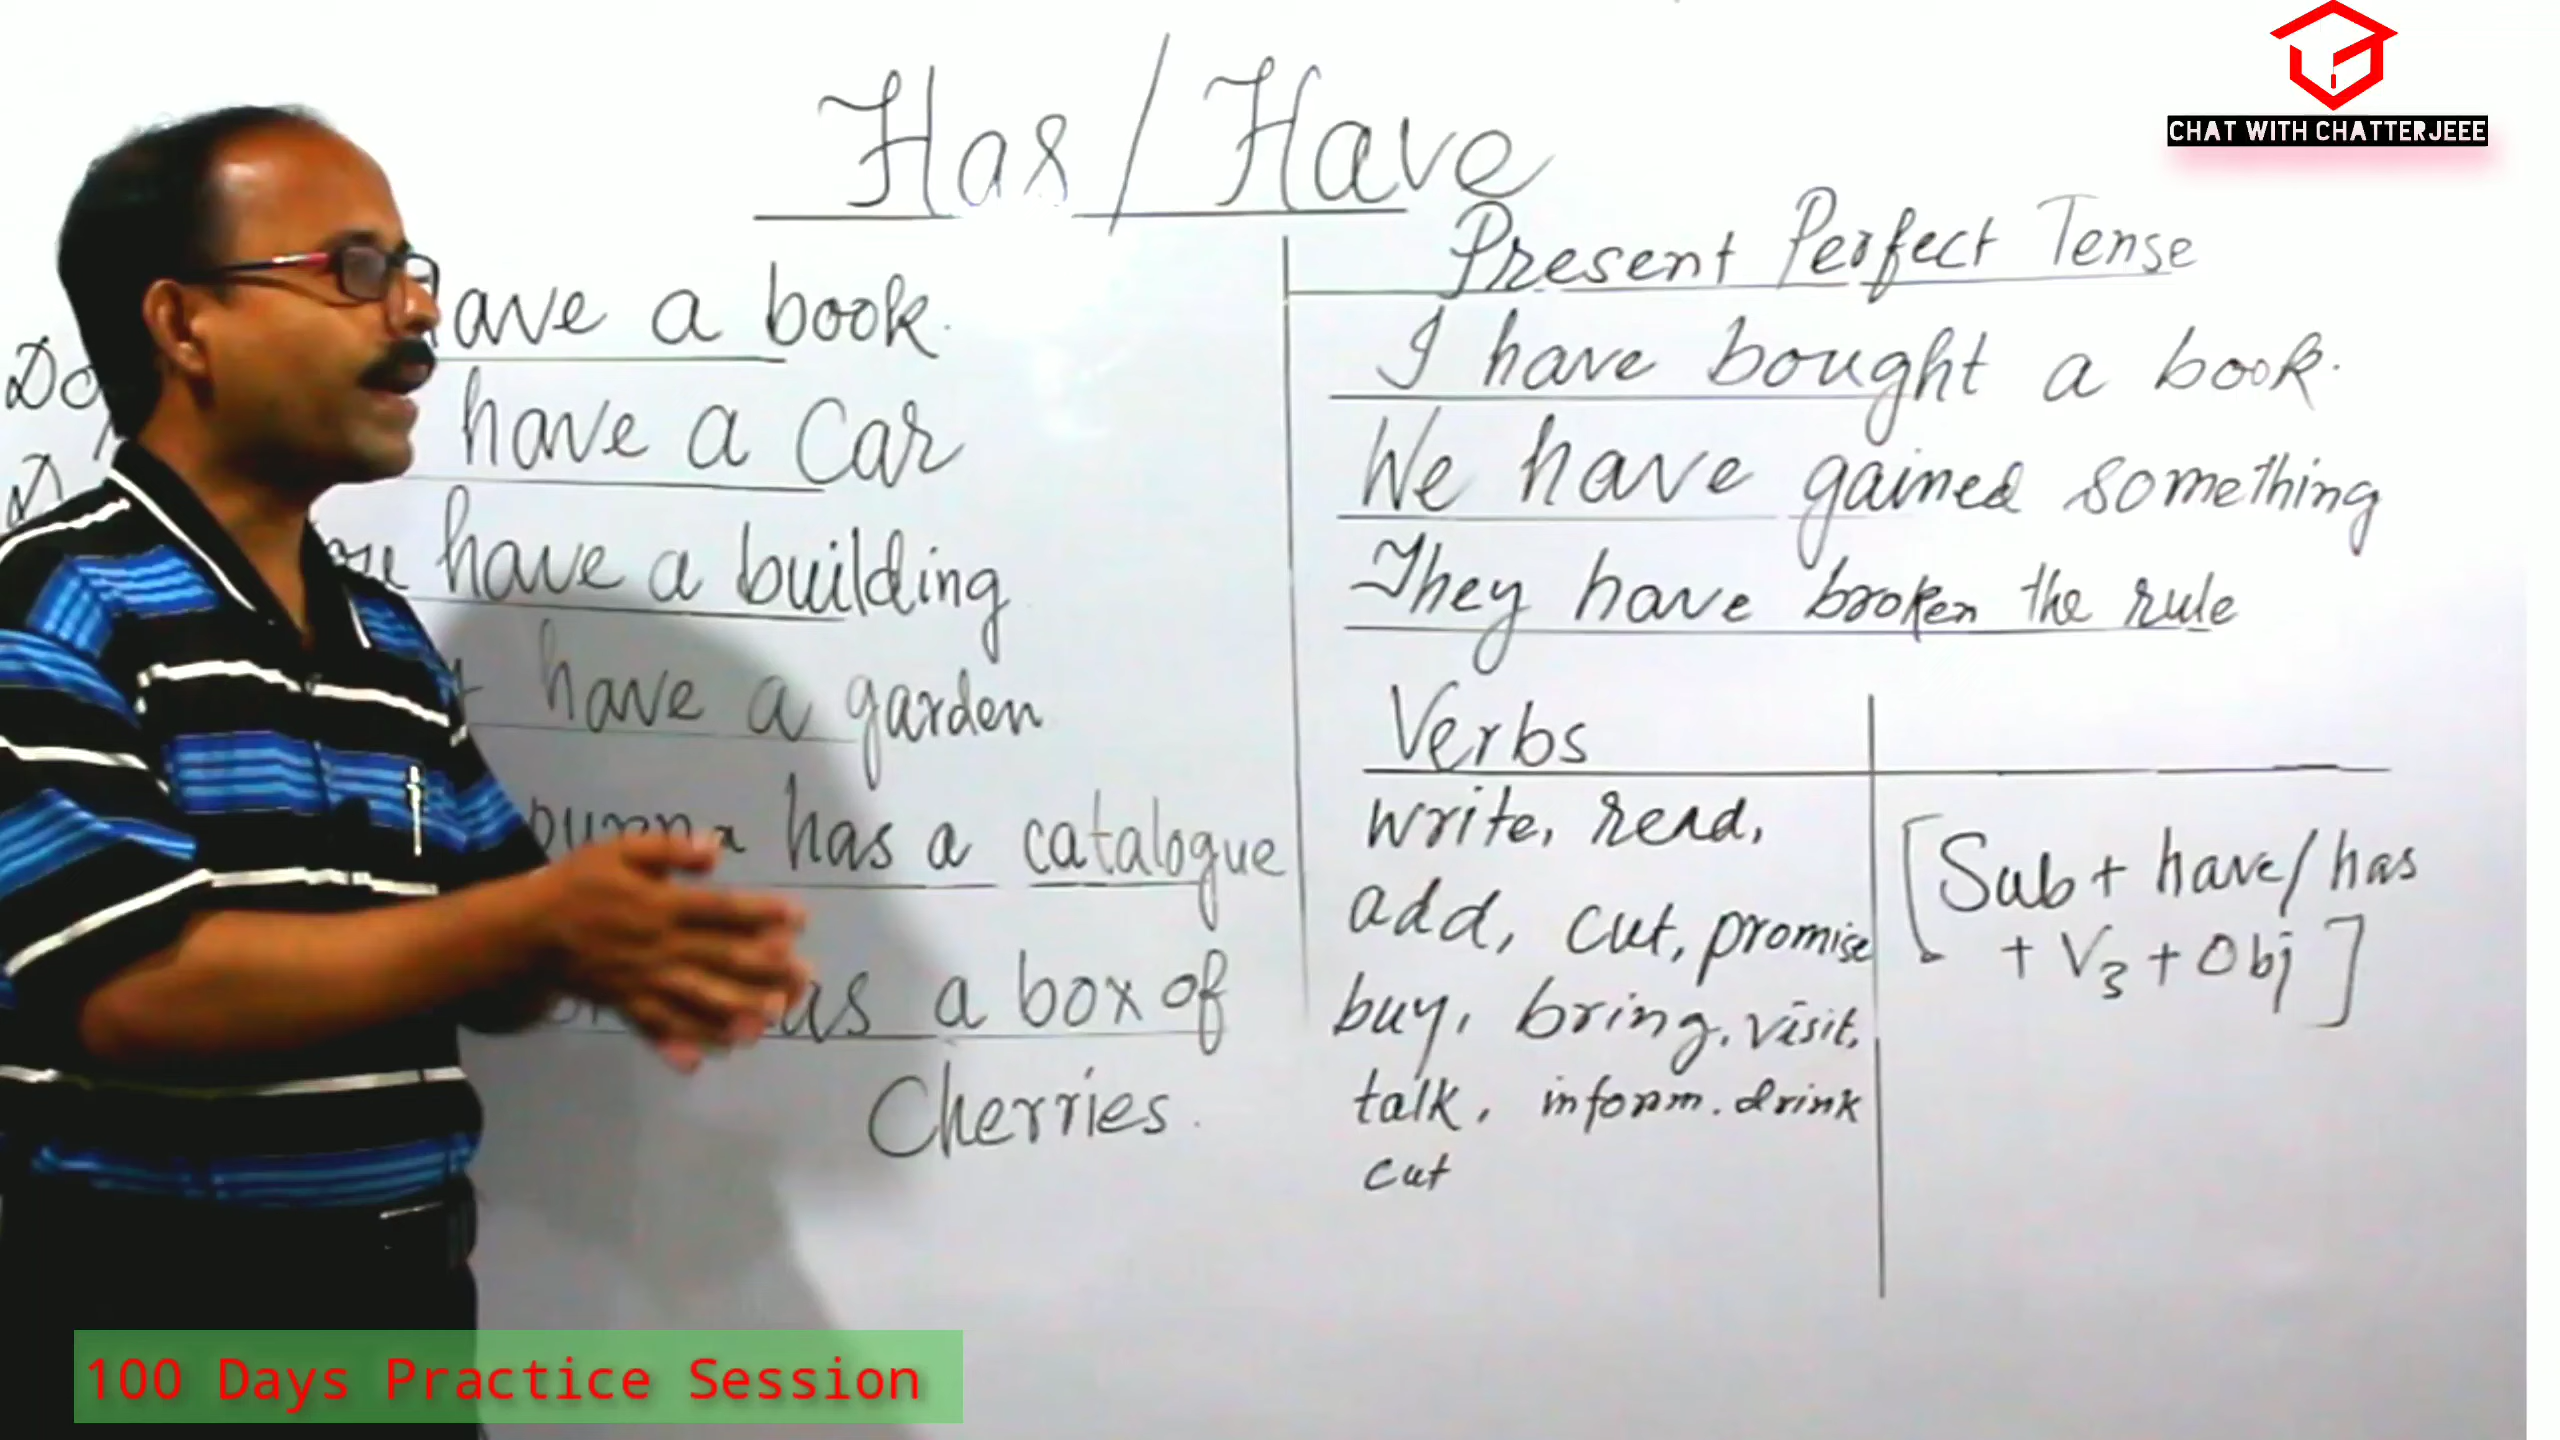 CHAT WITH CHATTERJEEE
Has / Have
a book.
have a Car
have a building
have a garden
has a catalogue
a box of
Cherries.
Present Perfect Tense
I have bought a book.
We have gained something
They have broken the rule
Verbs
write, read,
add, cut, promise
buy, bring, visit,
talk, inform. drink
cut
[Sub + have/has
+ V3 + Obj]
100 Days Practice Session